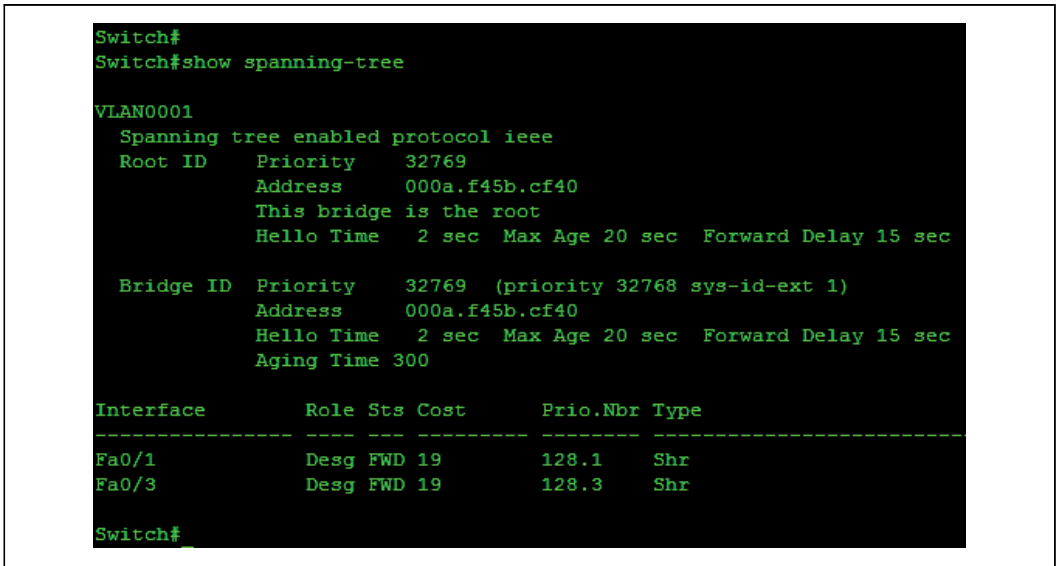 Switch#
Switch#show spanning-tree
VLAN0001
Spanning tree enabled protocol ieee
Root ID Priority 32769
Address 000a.f45b.cf40
This bridge is the root
Hello Time 2 sec Max Age 20 sec Forward Delay 15 sec
Bridge ID Priority 32769 (priority 32768 sys-id-ext 1)
Address 000a.f45b.cf40
Hello Time 2 sec Max Age 20 sec Forward Delay 15 sec
Aging Time 300
Interface Role Sts Cost Prio.Nbr Type
---------------- ---- --- --------- -------- --------------------------
Fa0/1 Desg FWD 19 128.1 Shr
Fa0/3 Desg FWD 19 128.3 Shr
Switch#_